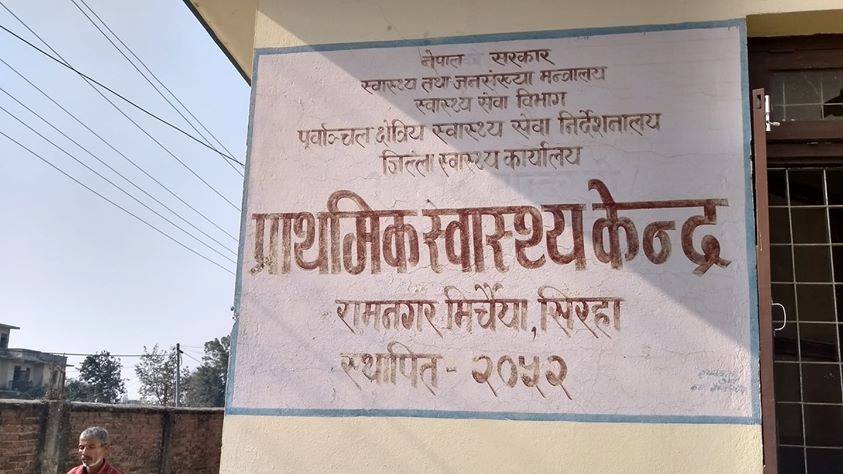 नेपाल सरकार
स्वास्थ्य तथा जनसंख्या मन्त्रालय
स्वास्थ्य सेवा विभाग
पूर्वाञ्चल क्षेत्रिय स्वास्थ्य सेवा निर्देशनालय
जिल्ला स्वास्थ्य कार्यालय
प्राथमिक स्वास्थ्य केन्द्र
रामनगर मिर्चैया, सिरहा
स्थापित - २०५२